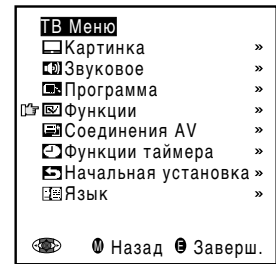 ТВ Меню
Картинка »
Звуковое »
Программа »
Функции »
Соединения AV »
Функции таймера »
Начальная установка »
Язык »
M Назад E Заверш.